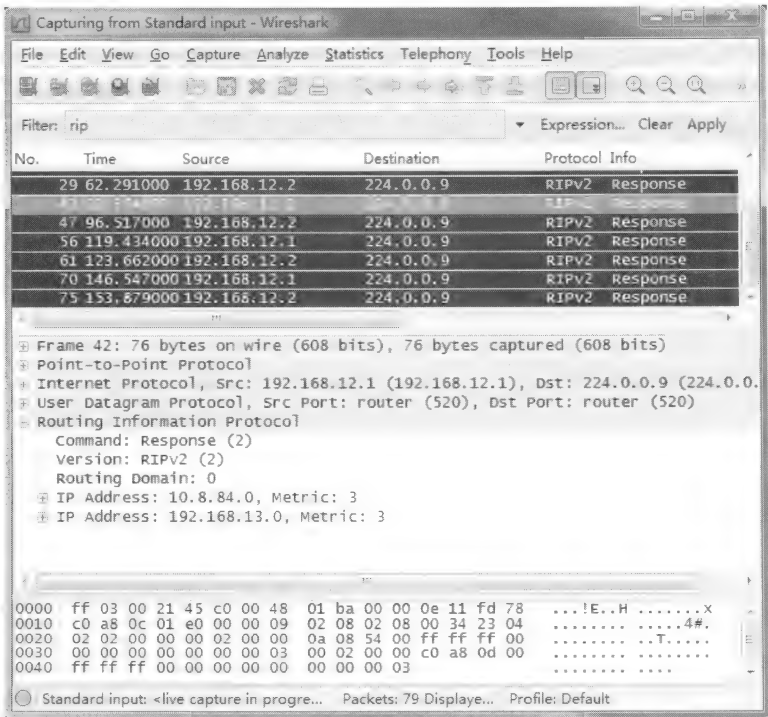 Capturing from Standard input - Wireshark
File Edit View Go Capture Analyze Statistics Telephony Tools Help
Filter: rip Expression... Clear Apply
No. Time Source Destination Protocol Info
29 62.291000 192.168.12.2 224.0.0.9 RIPv2 Response
47 96.517000 192.168.12.2 224.0.0.9 RIPv2 Response
56 119.434000 192.168.12.1 224.0.0.9 RIPv2 Response
61 123.662000 192.168.12.2 224.0.0.9 RIPv2 Response
70 146.547000 192.168.12.1 224.0.0.9 RIPv2 Response
75 153.879000 192.168.12.2 224.0.0.9 RIPv2 Response
Frame 42: 76 bytes on wire (608 bits), 76 bytes captured (608 bits)
Point-to-Point Protocol
Internet Protocol, Src: 192.168.12.1 (192.168.12.1), Dst: 224.0.0.9 (224.0.0.
User Datagram Protocol, Src Port: router (520), Dst Port: router (520)
Routing Information Protocol
Command: Response (2)
Version: RIPv2 (2)
Routing Domain: 0
IP Address: 10.8.84.0, Metric: 3
IP Address: 192.168.13.0, Metric: 3
0000 ff 03 00 21 45 c0 00 48 01 ba 00 00 0e 11 fd 78 ...!E..H .......x
0010 c0 a8 0c 01 e0 00 00 09 02 08 02 08 00 34 23 04 ........ .....4#.
0020 02 02 00 00 00 02 00 00 0a 08 54 00 ff ff ff 00 ........ ..T.....
0030 00 00 00 00 00 00 00 03 00 02 00 00 c0 a8 0d 00 ........ ........
0040 ff ff ff 00 00 00 00 00 00 00 00 03 ........ ....
Standard input: <live capture in progre... Packets: 79 Displaye... Profile: Default